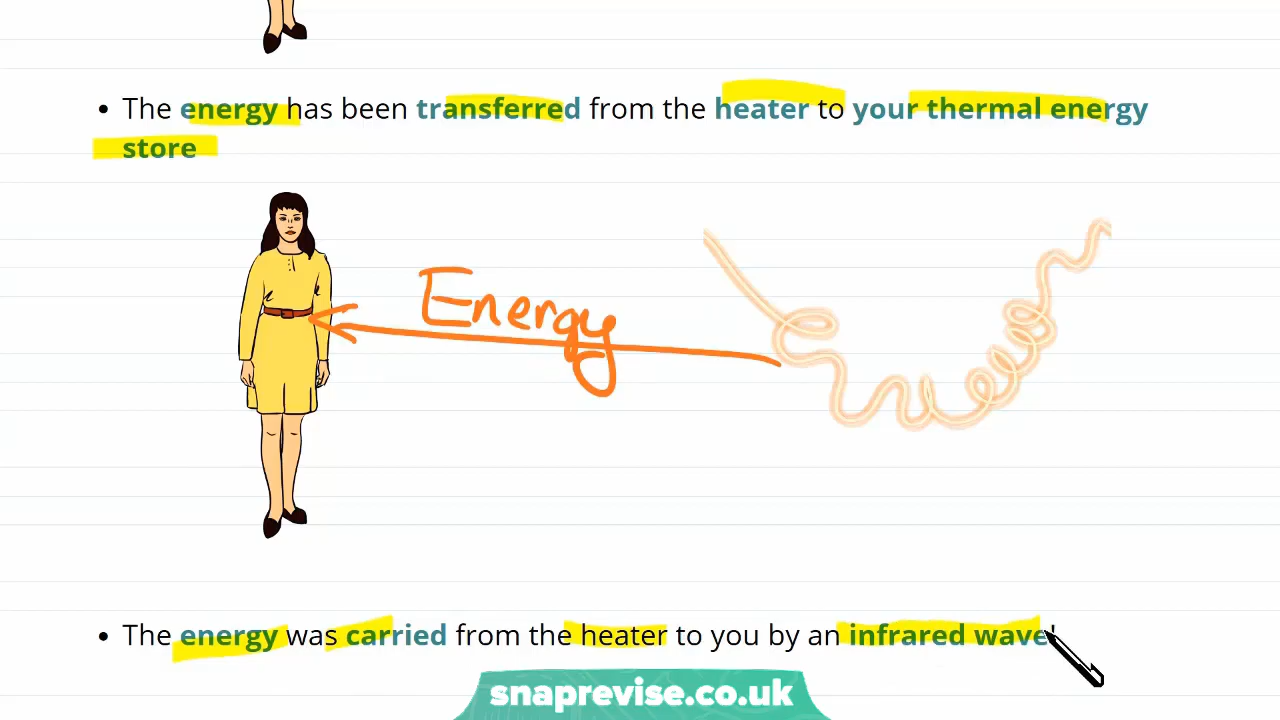 The energy has been transferred from the heater to your thermal energy
store
Energy
The energy was carried from the heater to you by an infrared wave
snaprevise.co.uk